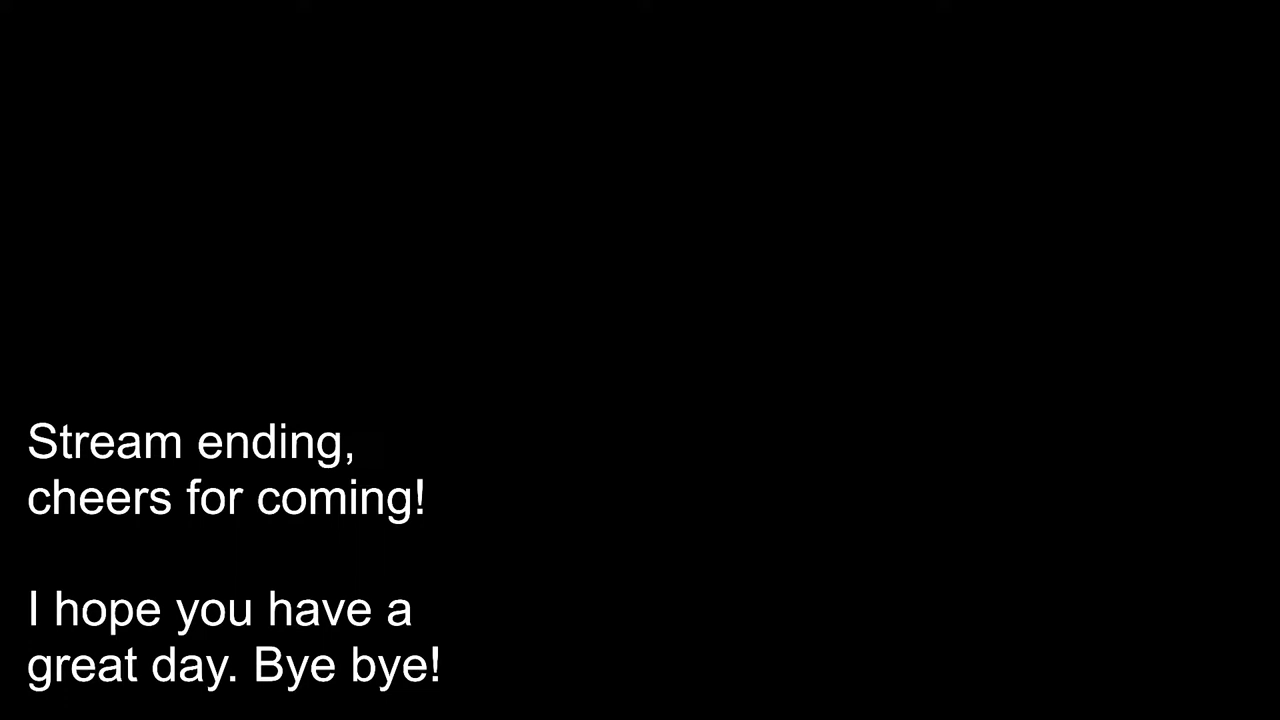 Stream ending,
cheers for coming!
I hope you have a
great day. Bye bye!